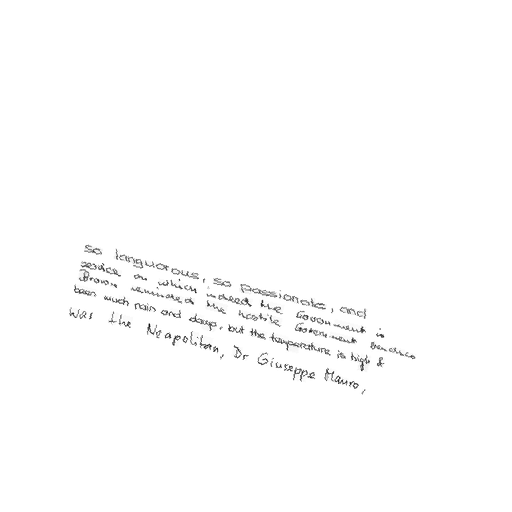 so languorous, so passionate, and
service on which indeed the Government is
Brown reminded the hostile Government benches
been much rain and damp, but the temperature is high &
Was the Neapolitan, Dr Giuseppe Mauro,